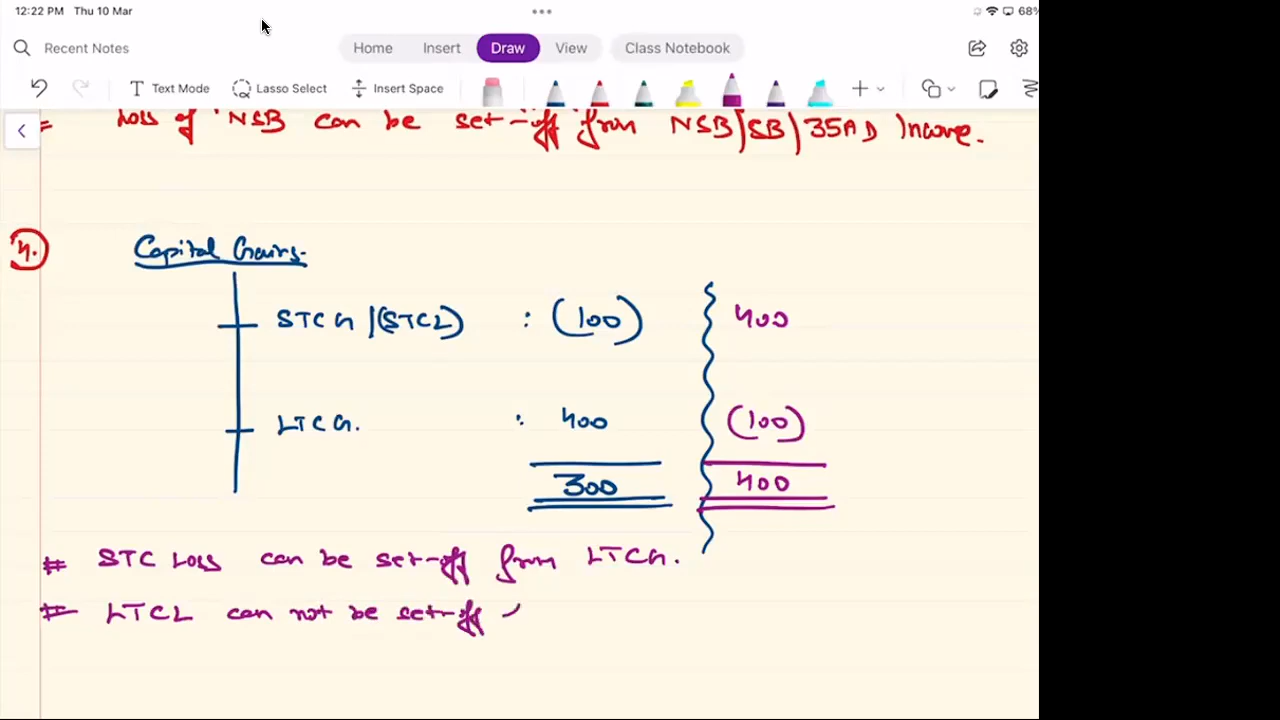 12:22 PM Thu 10 Mar
68%
Recent Notes Home Insert Draw View Class Notebook
Text Mode Lasso Select Insert Space
Loss of NSB can be set-off from NSB/SB/35AD Income.
4. Capital Gains.
STCG/(STCL) : (100) 400
LTCG. : 400 (100)
300 400
# STC Loss can be set-off from LTCG.
# LTCL can not be set-off